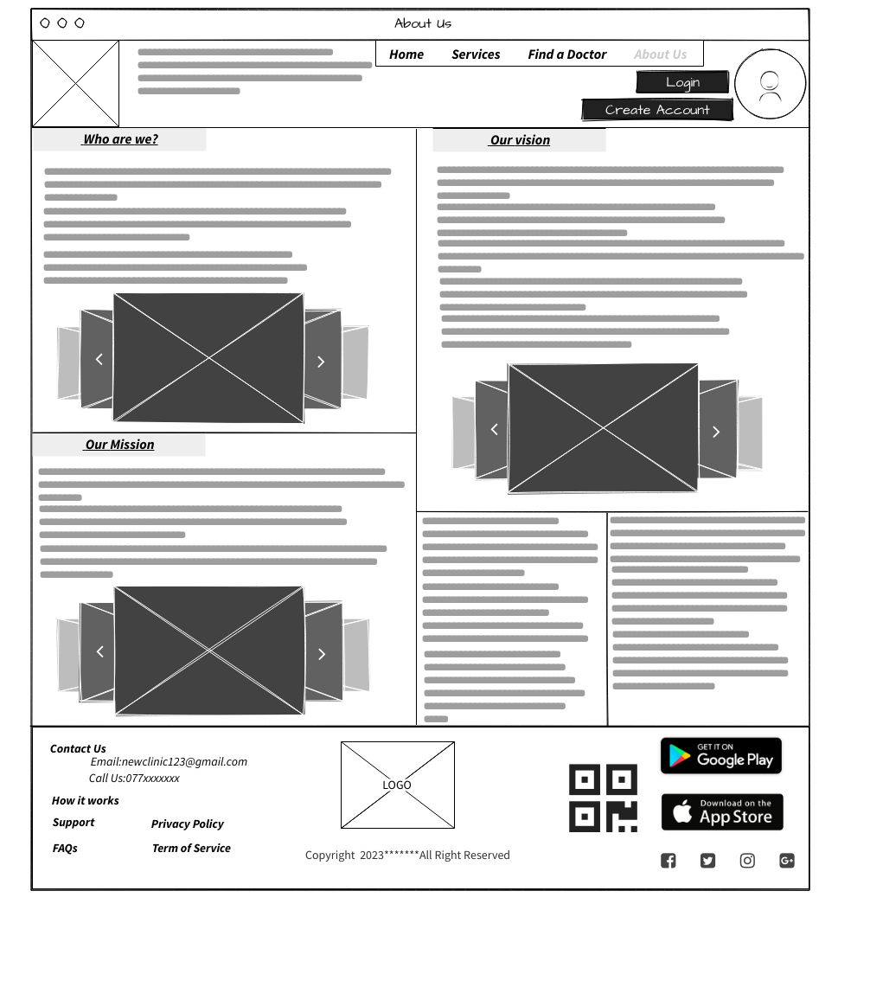 About Us
Home Services Find a Doctor About Us
Login
Create Account
Who are we?
Our vision
Our Mission
Contact Us
Email:newclinic123@gmail.com
Call Us:077xxxxxxx
How it works
Support Privacy Policy
FAQs Term of Service
LOGO
Copyright 2023*******All Right Reserved
GET IT ON
Google Play
Download on the
App Store